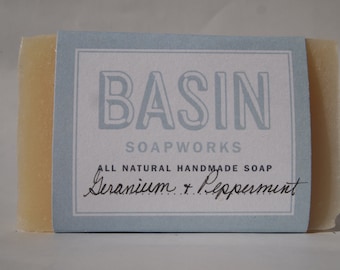 BASIN
SOAPWORKS
ALL NATURAL HANDMADE SOAP
Geranium + Peppermint